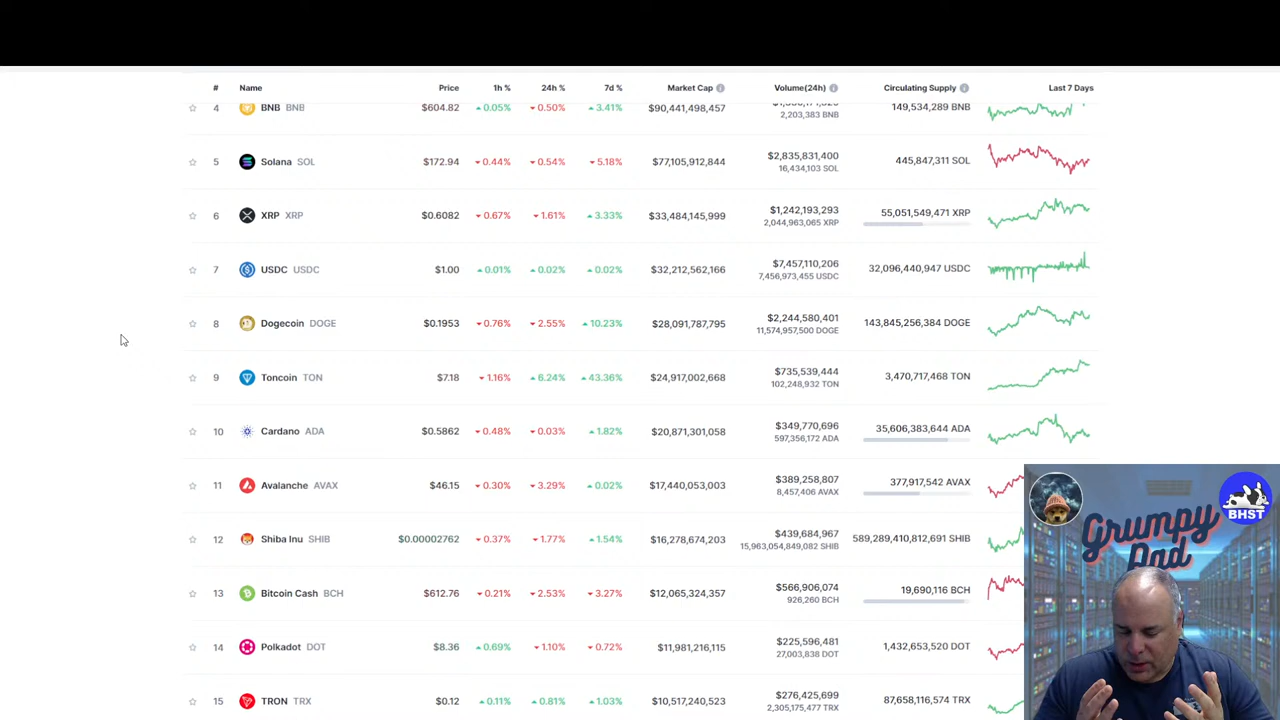 # Name Price 1h % 24h % 7d % Market Cap Volume(24h) Circulating Supply Last 7 Days
4 BNB BNB $604.82 0.05% 0.50% 3.41% $90,441,498,457 149,534,289 BNB
2,203,383 BNB
5 Solana SOL $172.94 0.44% 0.54% 5.18% $77,105,912,844 $2,835,831,400 445,847,311 SOL
16,434,103 SOL
6 XRP XRP $0.6082 0.67% 1.61% 3.33% $33,484,145,999 $1,242,193,293 55,051,549,471 XRP
2,044,963,065 XRP
7 USDC USDC $1.00 0.01% 0.02% 0.02% $32,212,562,166 $7,457,110,206 32,096,440,947 USDC
7,456,973,455 USDC
8 Dogecoin DOGE $0.1953 0.76% 2.55% 10.23% $28,091,787,795 $2,244,580,401 143,845,256,384 DOGE
11,574,957,500 DOGE
9 Toncoin TON $7.18 1.16% 6.24% 43.36% $24,917,002,668 $735,539,444 3,470,717,468 TON
102,248,932 TON
10 Cardano ADA $0.5862 0.48% 0.03% 1.82% $20,871,301,058 $349,770,696 35,606,383,644 ADA
597,356,172 ADA
11 Avalanche AVAX $46.15 0.30% 3.29% 0.02% $17,440,053,003 $389,258,807 377,917,542 AVAX
8,457,406 AVAX
12 Shiba Inu SHIB $0.00002762 0.37% 1.77% 1.54% $16,278,674,203 $439,684,967 589,289,410,812,691 SHIB
15,963,054,849,082 SHIB
13 Bitcoin Cash BCH $612.76 0.21% 2.53% 3.27% $12,065,324,357 $566,906,074 19,690,116 BCH
926,260 BCH
14 Polkadot DOT $8.36 0.69% 1.10% 0.72% $11,981,216,115 $225,596,481 1,432,653,520 DOT
27,003,838 DOT
15 TRON TRX $0.12 0.11% 0.81% 1.03% $10,517,240,523 $276,425,699 87,658,116,574 TRX
2,305,175,477 TRX
BHST
Grumpy
Dad